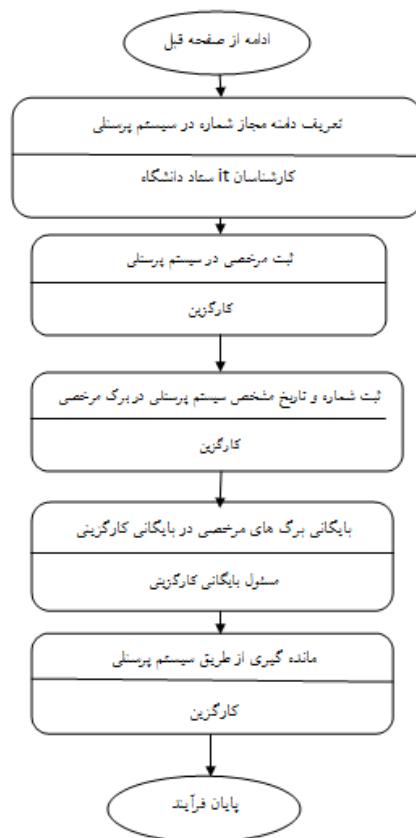 ادامه از صفحه قبل
تعریف دامنه مجاز شماره در سیستم پرسنلی
کارشناسان it ستاد دانشگاه
ثبت مرخصی در سیستم پرسنلی
کارگزین
ثبت شماره و تاریخ مشخص سیستم پرسنلی در برگ مرخصی
کارگزین
بایگانی برگ های مرخصی در بایگانی کارگزینی
مسئول بایگانی کارگزینی
مانده گیری از طریق سیستم پرسنلی
کارگزین
پایان فرآیند